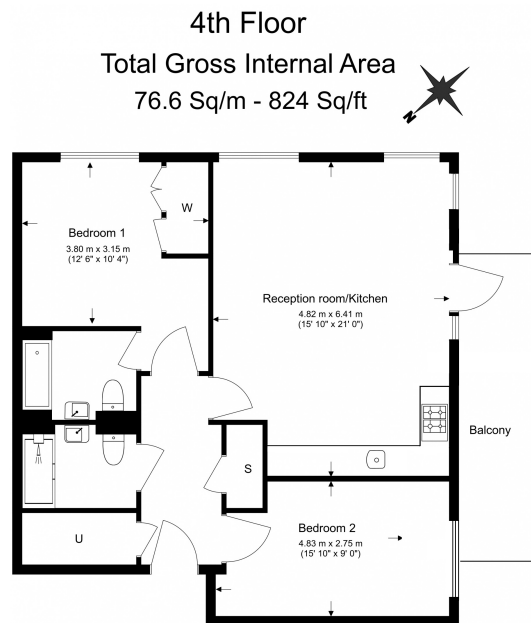 4th Floor
Total Gross Internal Area
76.6 Sq/m - 824 Sq/ft
N
W
Bedroom 1
3.80 m x 3.15 m
(12' 6" x 10' 4")
Reception room/Kitchen
4.82 m x 6.41 m
(15' 10" x 21' 0")
Balcony
S
U
Bedroom 2
4.83 m x 2.75 m
(15' 10" x 9' 0")